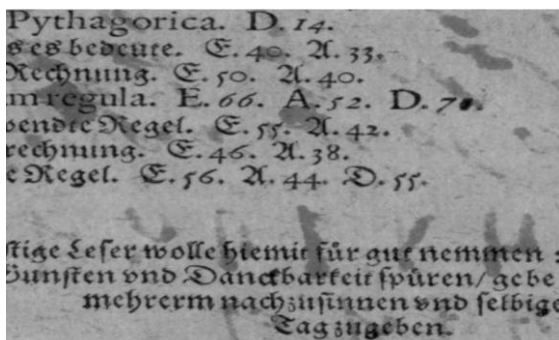 Pythagorica. D. 14.
s es bedeute. E. 40. A. 33.
Rechnung. E. 50. A. 40.
m regula. E. 66. A. 52. D. 70.
bendte Regel. E. 55. A. 42.
rechnung. E. 46. A. 38.
e Regel. E. 56. A. 44. D. 55.
stige Leser wolle hiemit für gut nemmen :
Gunsten vnd Danckbarkeit spüren/ gebe
mehrerm nachzusinnen vnd selbige
Tag zugeben.